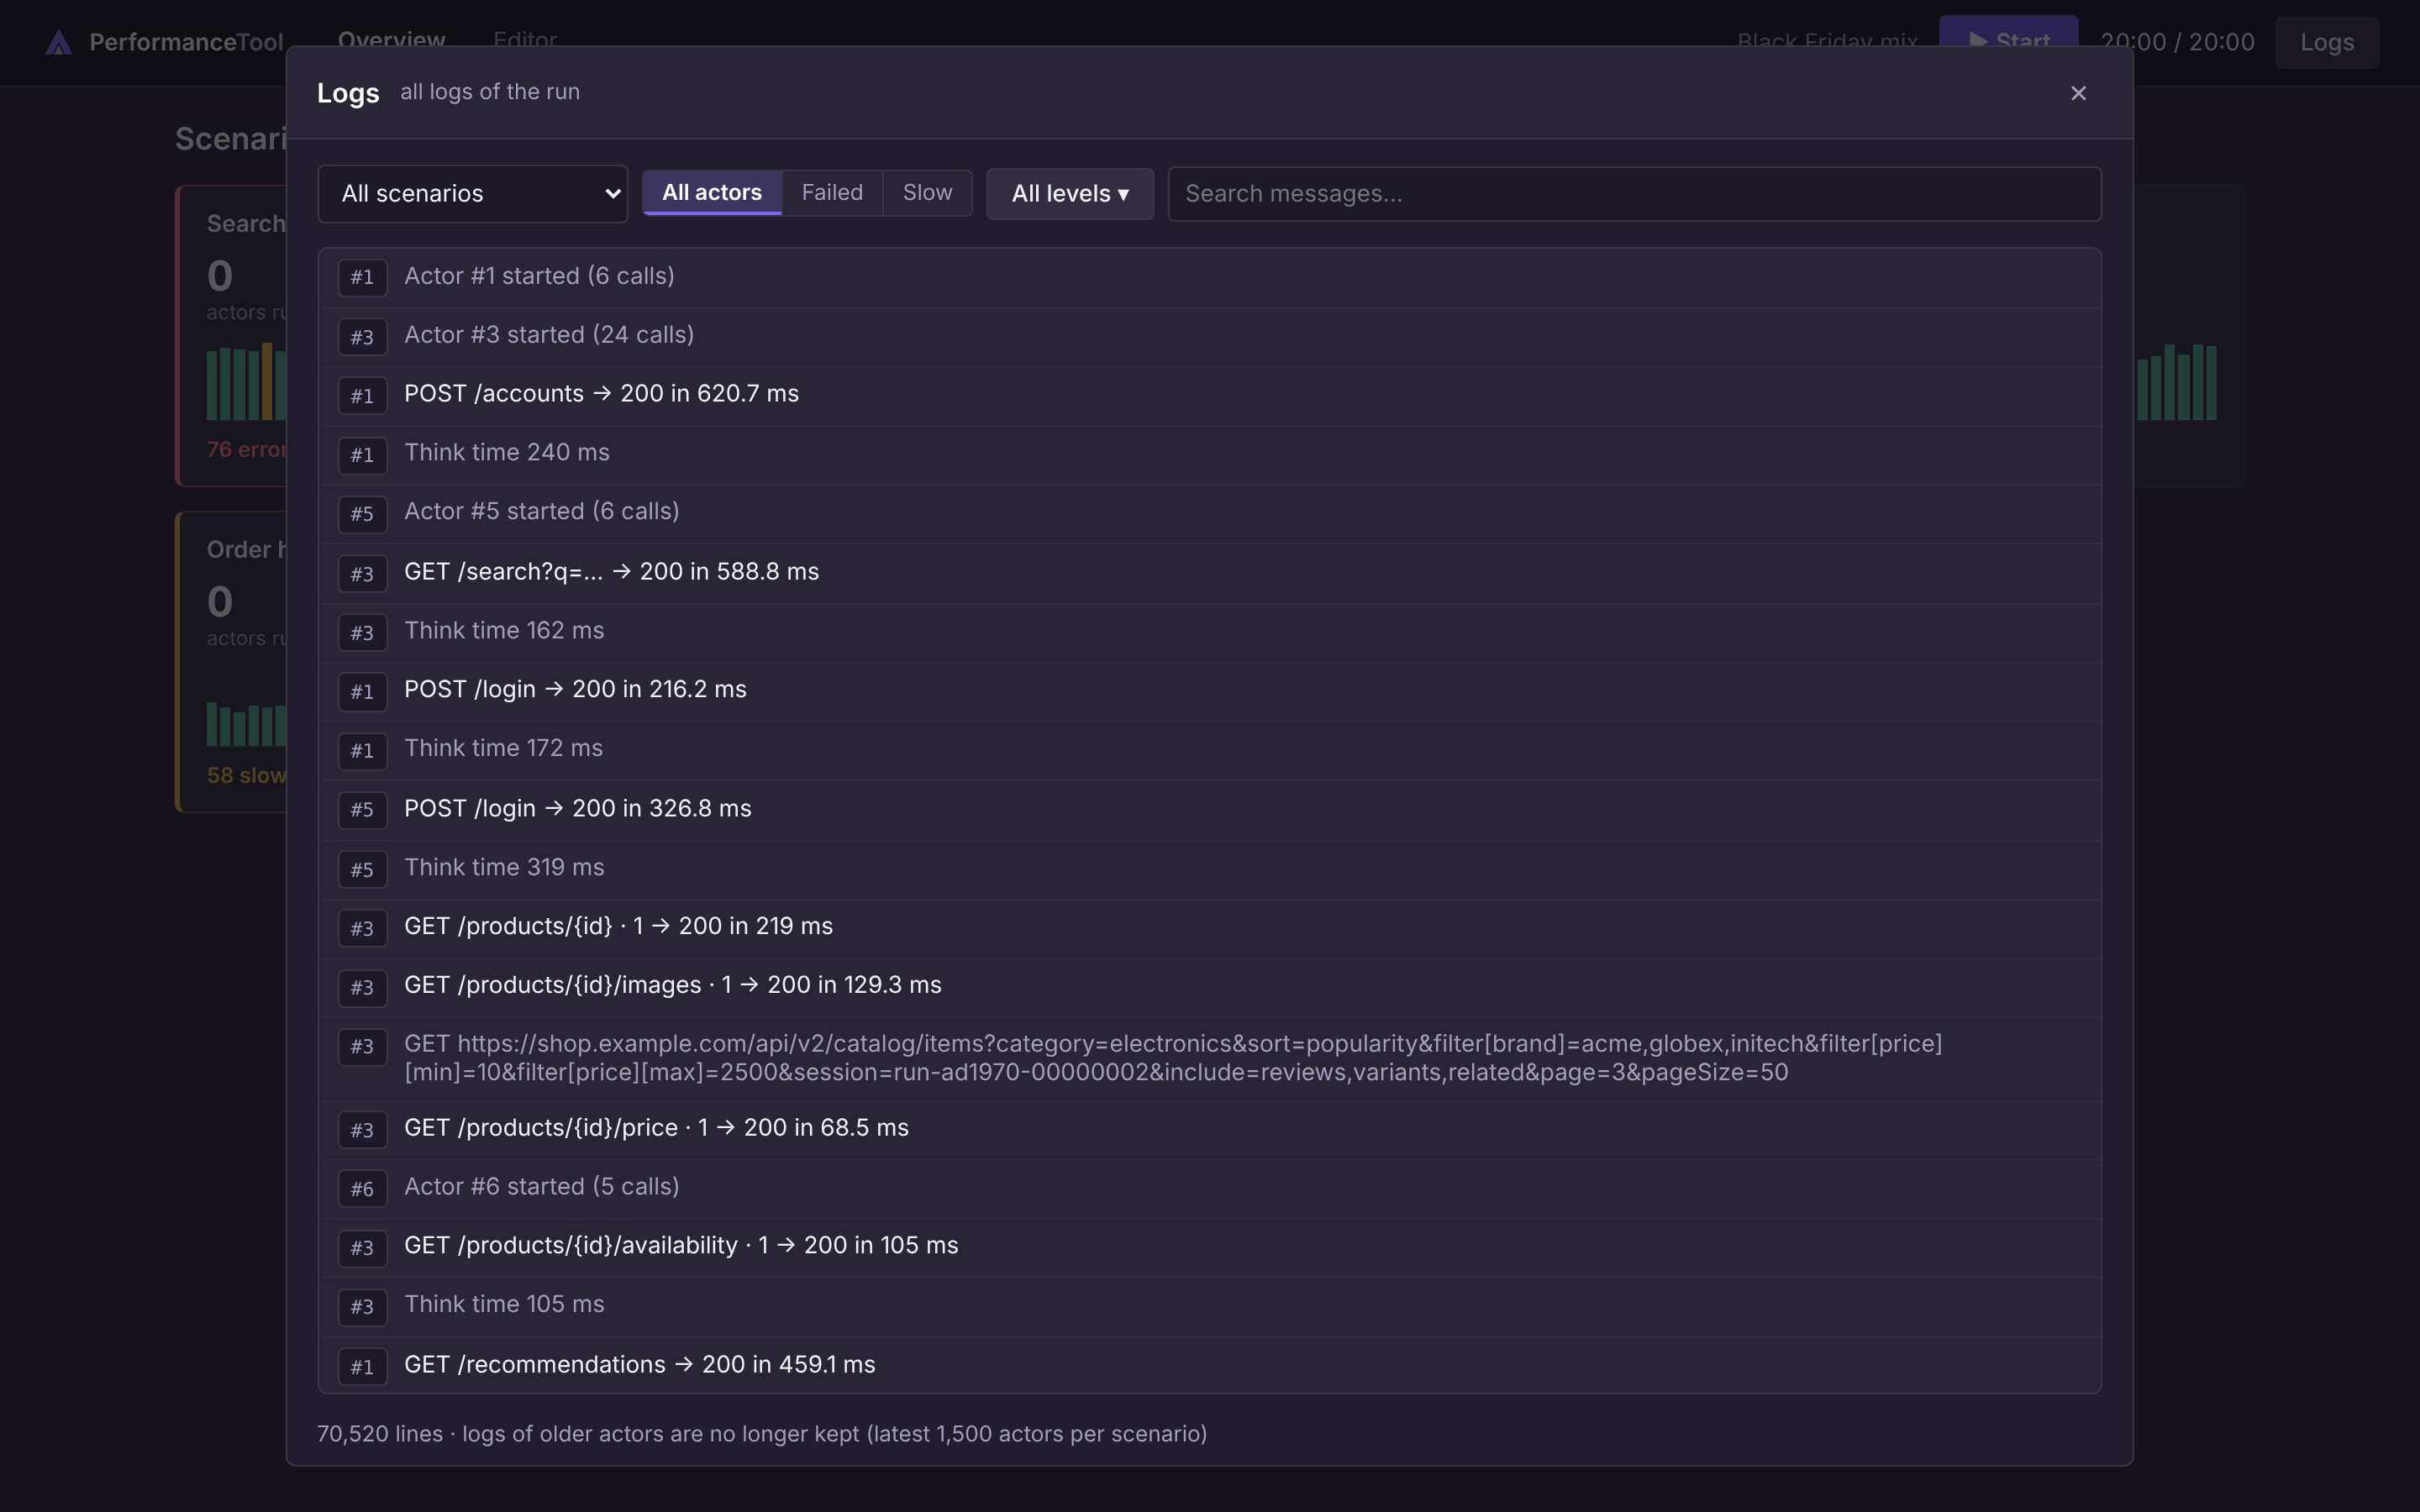 PerformanceTool
Overview
Editor
Black Friday mix
▶ Start
20:00 / 20:00
Logs
Search
0
76
Order
0
58 slow
Logs all logs of the run
×
All scenarios
All actors
Failed
Slow
All levels ▾
Search messages...
#1 Actor #1 started (6 calls)
#3 Actor #3 started (24 calls)
#1 POST /accounts → 200 in 620.7 ms
#1 Think time 240 ms
#5 Actor #5 started (6 calls)
#3 GET /search?q=... → 200 in 588.8 ms
#3 Think time 162 ms
#1 POST /login → 200 in 216.2 ms
#1 Think time 172 ms
#5 POST /login → 200 in 326.8 ms
#5 Think time 319 ms
#3 GET /products/{id} · 1 → 200 in 219 ms
#3 GET /products/{id}/images · 1 → 200 in 129.3 ms
#3 GET https://shop.example.com/api/v2/catalog/items?category=electronics&sort=popularity&filter[brand]=acme,globex,initech&filter[price]
[min]=10&filter[price][max]=2500&session=run-ad1970-00000002&include=reviews,variants,related&page=3&pageSize=50
#3 GET /products/{id}/price · 1 → 200 in 68.5 ms
#6 Actor #6 started (5 calls)
#3 GET /products/{id}/availability · 1 → 200 in 105 ms
#3 Think time 105 ms
#1 GET /recommendations → 200 in 459.1 ms
70,520 lines · logs of older actors are no longer kept (latest 1,500 actors per scenario)